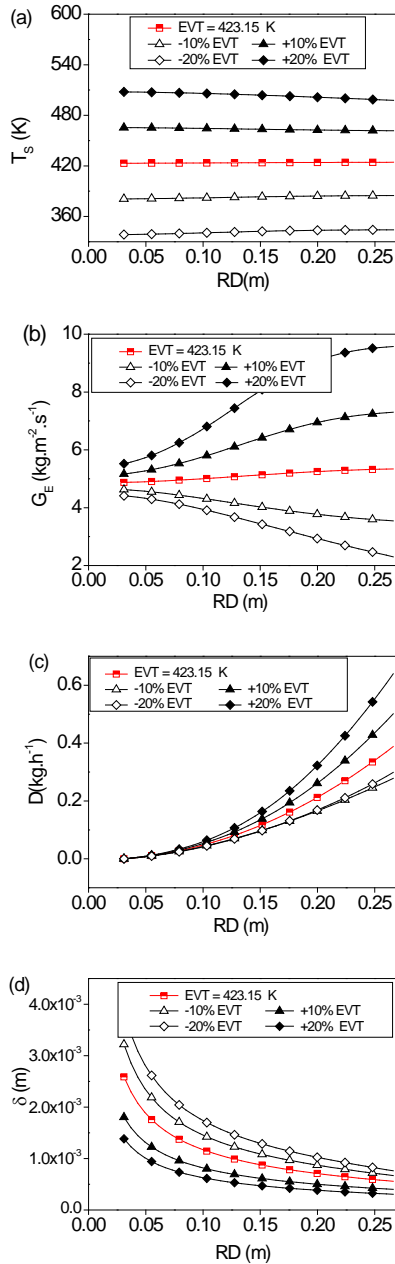 (a)
600
540
480
420
360
T_S (K)
EVT = 423.15 K
-10% EVT +10% EVT
-20% EVT +20% EVT
0.00 0.05 0.10 0.15 0.20 0.25
RD(m)
(b)
10
8
6
4
2
G_E (kg.m^-2.s^-1)
EVT = 423.15 K
-10% EVT +10% EVT
-20% EVT +20% EVT
0.00 0.05 0.10 0.15 0.20 0.25
RD (m)
(c)
0.6
0.4
0.2
0.0
D(kg.h^-1)
EVT = 423.15 K
-10% EVT +10% EVT
-20% EVT +20% EVT
0.00 0.05 0.10 0.15 0.20 0.25
RD (m)
(d)
4.0x10^-3
3.0x10^-3
2.0x10^-3
1.0x10^-3
0.0
δ (m)
EVT = 423.15 K
-10% EVT +10% EVT
-20% EVT +20% EVT
0.00 0.05 0.10 0.15 0.20 0.25
RD (m)